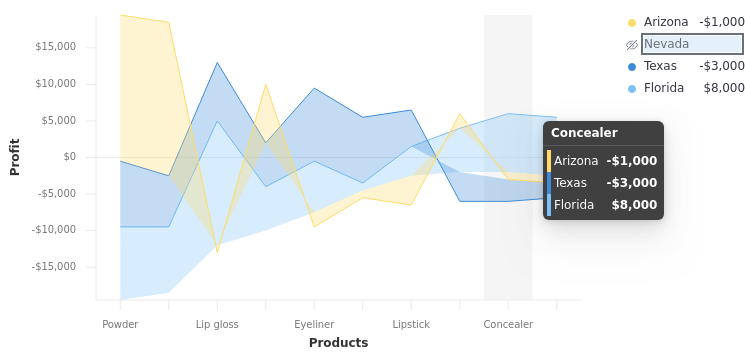 Arizona -$1,000
Nevada
Texas -$3,000
Florida $8,000
$15,000
$10,000
$5,000
$0
-$5,000
-$10,000
-$15,000
Profit
Concealer
Arizona -$1,000
Texas -$3,000
Florida $8,000
Powder Lip gloss Eyeliner Lipstick Concealer
Products